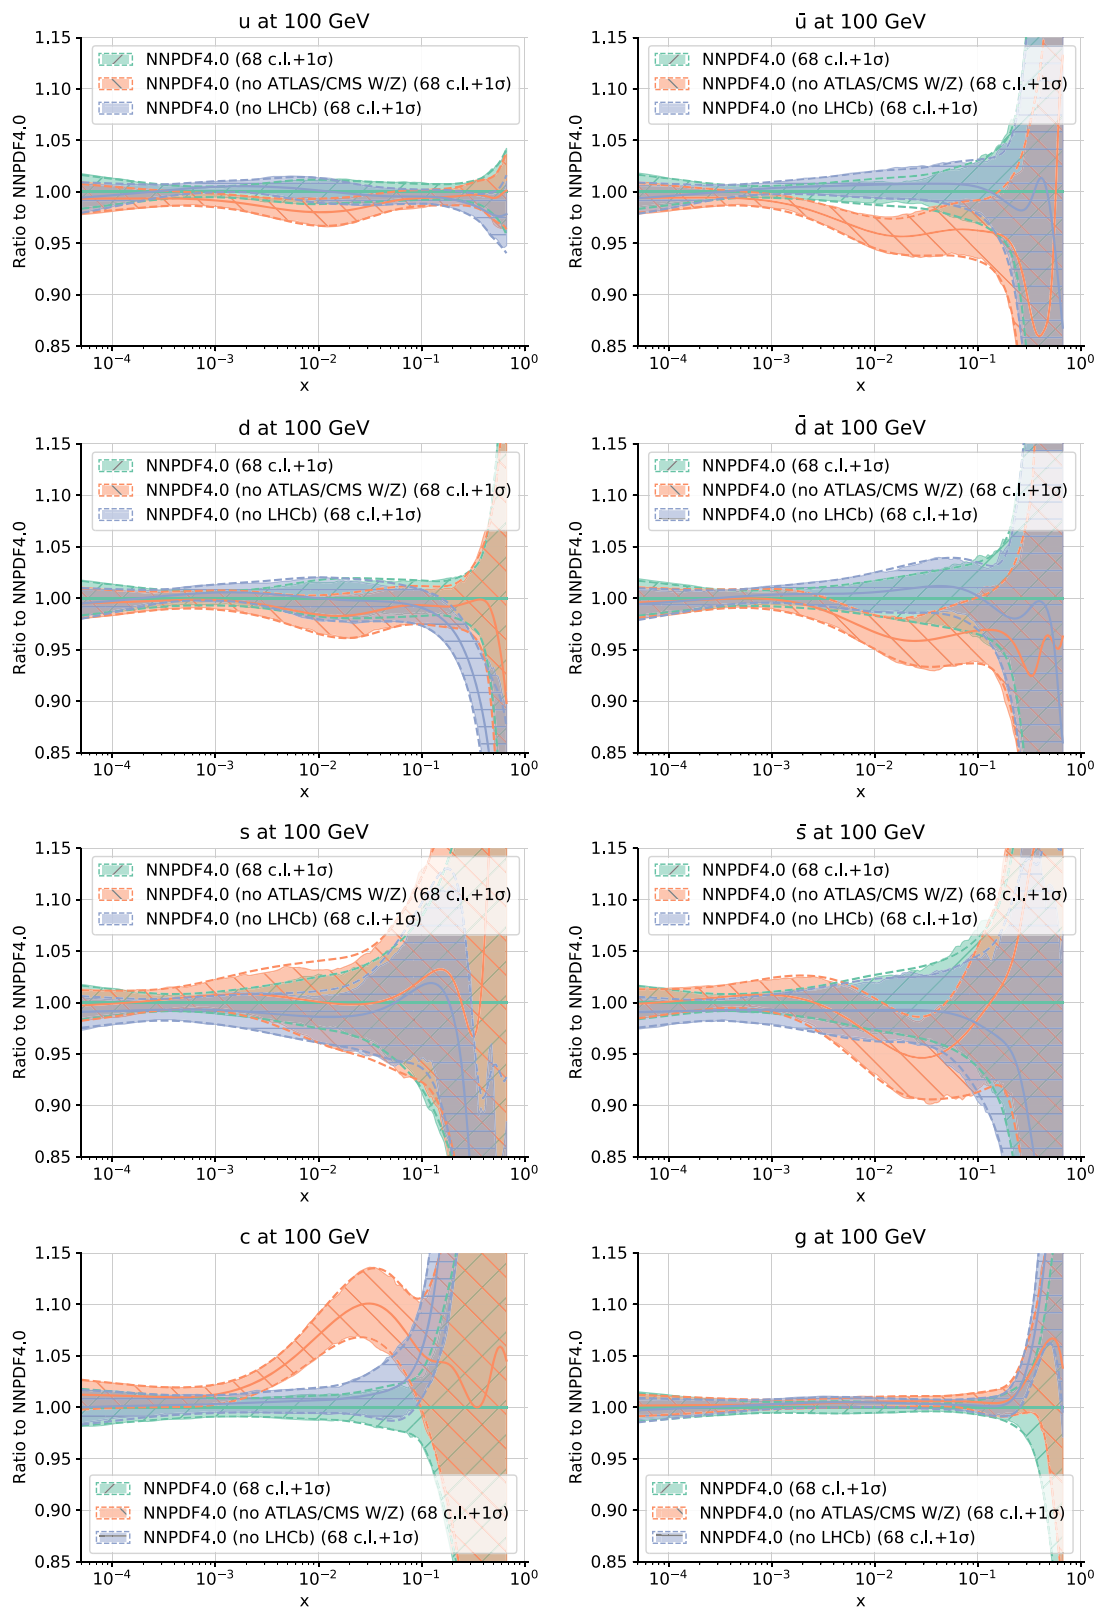 u at 100 GeV
1.15
1.10
1.05
1.00
0.95
0.90
0.85
Ratio to NNPDF4.0
NNPDF4.0 (68 c.l.+1σ)
NNPDF4.0 (no ATLAS/CMS W/Z) (68 c.l.+1σ)
NNPDF4.0 (no LHCb) (68 c.l.+1σ)
10⁻⁴ 10⁻³ 10⁻² 10⁻¹ 10⁰
x
ū at 100 GeV
1.15
1.10
1.05
1.00
0.95
0.90
0.85
Ratio to NNPDF4.0
NNPDF4.0 (68 c.l.+1σ)
NNPDF4.0 (no ATLAS/CMS W/Z) (68 c.l.+1σ)
NNPDF4.0 (no LHCb) (68 c.l.+1σ)
10⁻⁴ 10⁻³ 10⁻² 10⁻¹ 10⁰
x
d at 100 GeV
1.15
1.10
1.05
1.00
0.95
0.90
0.85
Ratio to NNPDF4.0
NNPDF4.0 (68 c.l.+1σ)
NNPDF4.0 (no ATLAS/CMS W/Z) (68 c.l.+1σ)
NNPDF4.0 (no LHCb) (68 c.l.+1σ)
10⁻⁴ 10⁻³ 10⁻² 10⁻¹ 10⁰
x
d̄ at 100 GeV
1.15
1.10
1.05
1.00
0.95
0.90
0.85
Ratio to NNPDF4.0
NNPDF4.0 (68 c.l.+1σ)
NNPDF4.0 (no ATLAS/CMS W/Z) (68 c.l.+1σ)
NNPDF4.0 (no LHCb) (68 c.l.+1σ)
10⁻⁴ 10⁻³ 10⁻² 10⁻¹ 10⁰
x
s at 100 GeV
1.15
1.10
1.05
1.00
0.95
0.90
0.85
Ratio to NNPDF4.0
NNPDF4.0 (68 c.l.+1σ)
NNPDF4.0 (no ATLAS/CMS W/Z) (68 c.l.+1σ)
NNPDF4.0 (no LHCb) (68 c.l.+1σ)
10⁻⁴ 10⁻³ 10⁻² 10⁻¹ 10⁰
x
s̄ at 100 GeV
1.15
1.10
1.05
1.00
0.95
0.90
0.85
Ratio to NNPDF4.0
NNPDF4.0 (68 c.l.+1σ)
NNPDF4.0 (no ATLAS/CMS W/Z) (68 c.l.+1σ)
NNPDF4.0 (no LHCb) (68 c.l.+1σ)
10⁻⁴ 10⁻³ 10⁻² 10⁻¹ 10⁰
x
c at 100 GeV
1.15
1.10
1.05
1.00
0.95
0.90
0.85
Ratio to NNPDF4.0
NNPDF4.0 (68 c.l.+1σ)
NNPDF4.0 (no ATLAS/CMS W/Z) (68 c.l.+1σ)
NNPDF4.0 (no LHCb) (68 c.l.+1σ)
10⁻⁴ 10⁻³ 10⁻² 10⁻¹ 10⁰
x
g at 100 GeV
1.15
1.10
1.05
1.00
0.95
0.90
0.85
Ratio to NNPDF4.0
NNPDF4.0 (68 c.l.+1σ)
NNPDF4.0 (no ATLAS/CMS W/Z) (68 c.l.+1σ)
NNPDF4.0 (no LHCb) (68 c.l.+1σ)
10⁻⁴ 10⁻³ 10⁻² 10⁻¹ 10⁰
x